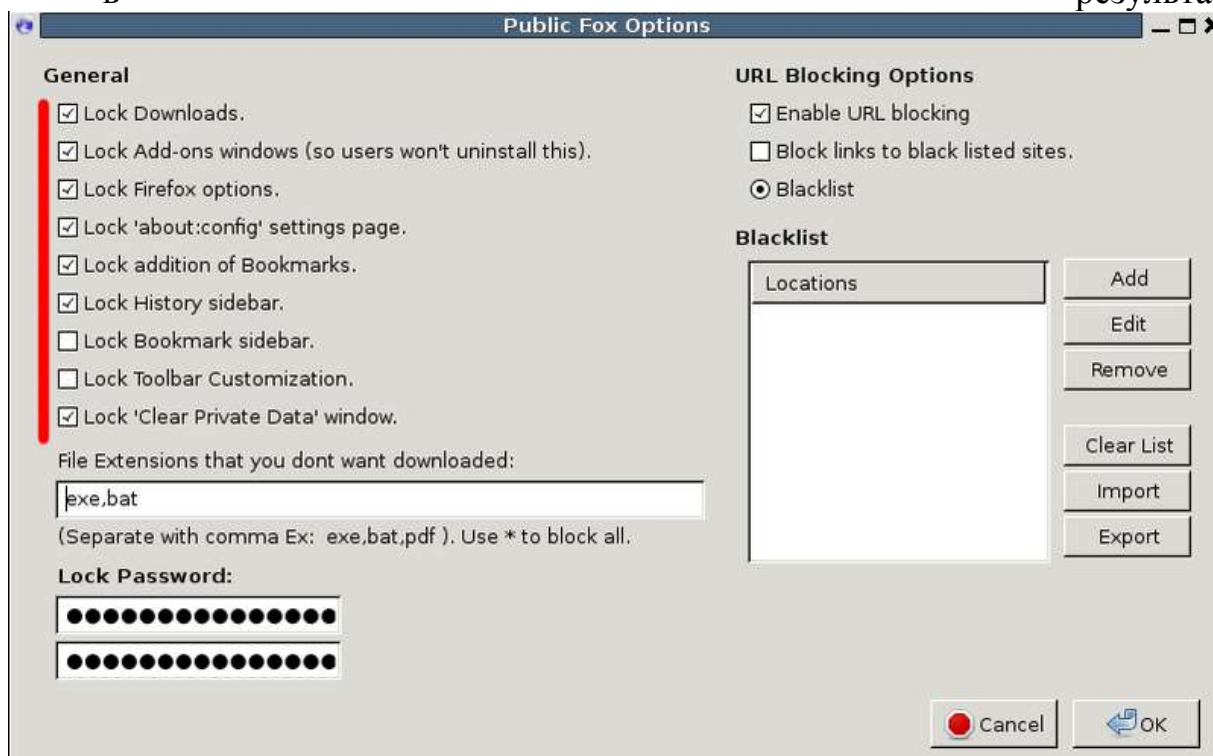 в результа
Public Fox Options
General
Lock Downloads.
Lock Add-ons windows (so users won't uninstall this).
Lock Firefox options.
Lock 'about:config' settings page.
Lock addition of Bookmarks.
Lock History sidebar.
Lock Bookmark sidebar.
Lock Toolbar Customization.
Lock 'Clear Private Data' window.
File Extensions that you dont want downloaded:
exe,bat
(Separate with comma Ex: exe,bat,pdf ). Use * to block all.
Lock Password:
●●●●●●●●●●●●●●●
●●●●●●●●●●●●●●●
URL Blocking Options
Enable URL blocking
Block links to black listed sites.
Blacklist
Blacklist
Locations
Add
Edit
Remove
Clear List
Import
Export
Cancel
OK